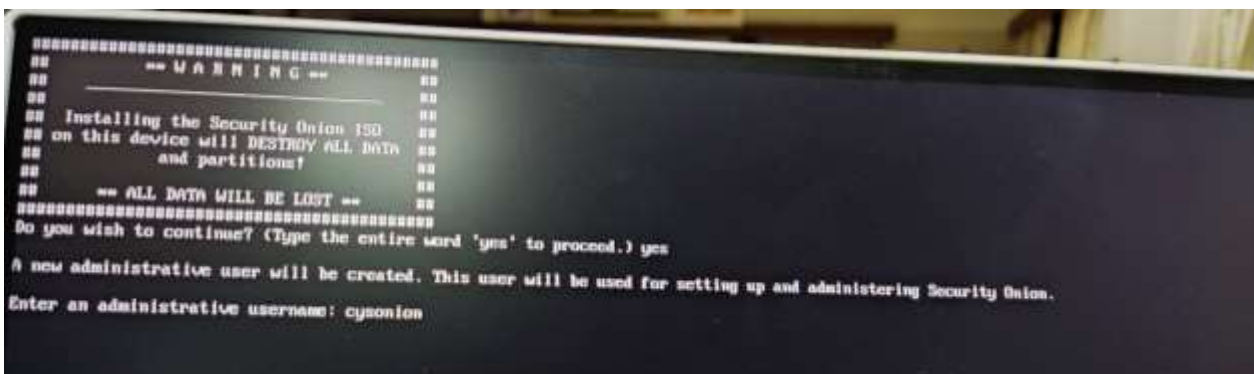 ############################################
## ** W A R N I N G ** ##
## ________________________________ ##
## ##
## Installing the Security Onion ISO ##
## on this device will DESTROY ALL DATA ##
## and partitions! ##
## ##
## ** ALL DATA WILL BE LOST ** ##
############################################
Do you wish to continue? (Type the entire word 'yes' to proceed.) yes
A new administrative user will be created. This user will be used for setting up and administering Security Onion.
Enter an administrative username: cysonion